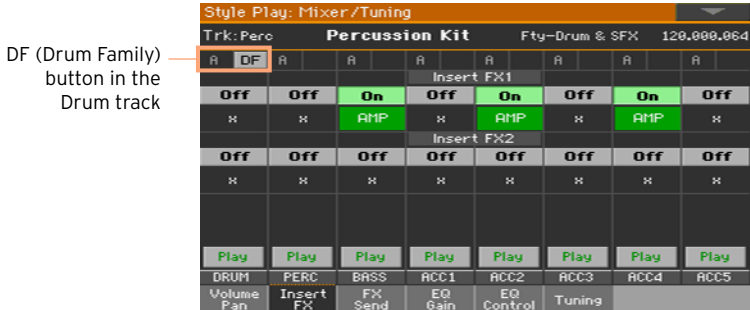 Style Play: Mixer/Tuning
Trk:Perc Percussion Kit Fty-Drum & SFX 120.000.064
DF (Drum Family)
button in the
Drum track
A DF A A A A A A
Insert FX1
Off Off On Off On Off On Off
x x AMP x AMP x AMP x
Insert FX2
Off Off Off Off Off Off Off Off
x x x x x x x x
Play Play Play Play Play Play Play Play
DRUM PERC BASS ACC1 ACC2 ACC3 ACC4 ACC5
Volume Insert FX EQ EQ Tuning
Pan FX Send Gain Control